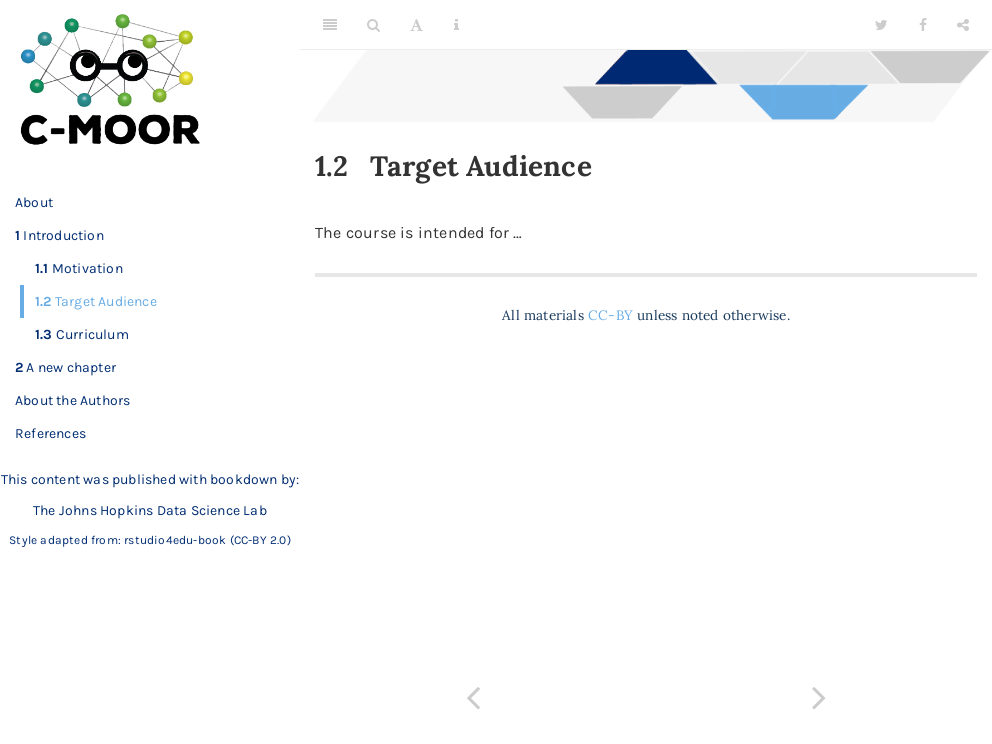 C-MOOR
About
1 Introduction
1.1 Motivation
1.2 Target Audience
1.3 Curriculum
2 A new chapter
About the Authors
References
This content was published with bookdown by:
The Johns Hopkins Data Science Lab
Style adapted from: rstudio4edu-book (CC-BY 2.0)
1.2 Target Audience
The course is intended for …
All materials CC-BY unless noted otherwise.